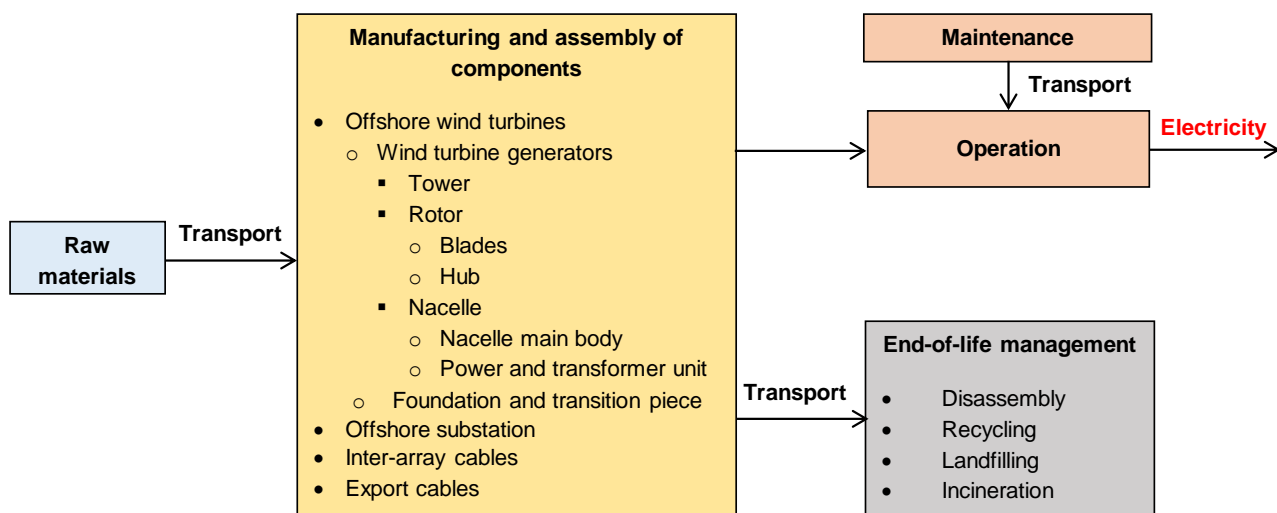 Raw
materials
Transport
Manufacturing and assembly of
components
• Offshore wind turbines
o Wind turbine generators
▪ Tower
▪ Rotor
o Blades
o Hub
▪ Nacelle
o Nacelle main body
o Power and transformer unit
o Foundation and transition piece
• Offshore substation
• Inter-array cables
• Export cables
Maintenance
Transport
Operation
Electricity
Transport
End-of-life management
• Disassembly
• Recycling
• Landfilling
• Incineration